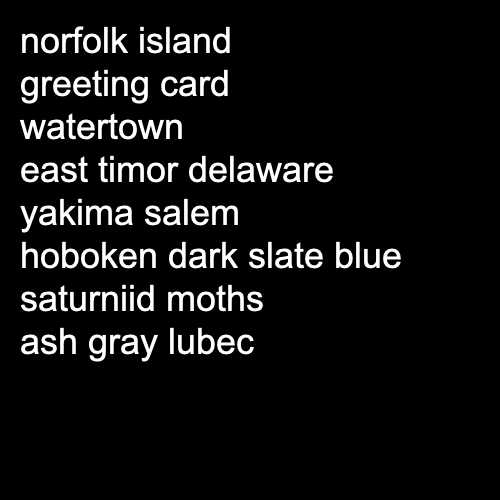 norfolk island
greeting card
watertown
east timor delaware
yakima salem
hoboken dark slate blue
saturniid moths
ash gray lubec